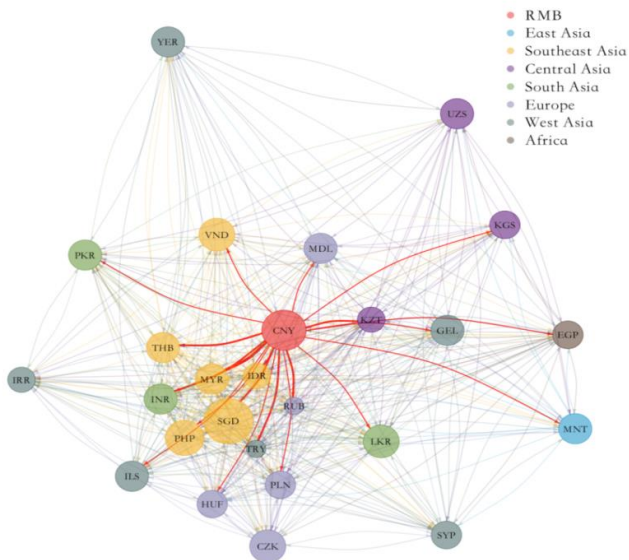 RMB
East Asia
Southeast Asia
Central Asia
South Asia
Europe
West Asia
Africa
YER
UZS
KGS
VND
MDL
PKR
CNY
KZT
GEL
EGP
THB
IRR
MYR
IDR
INR
RUB
SGD
MNT
PHP
LKR
TRY
ILS
PLN
HUF
SYP
CZK